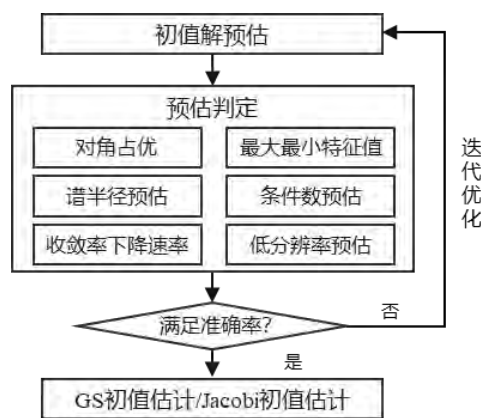 初值解预估
预估判定
对角占优
最大最小特征值
谱半径预估
条件数预估
收敛率下降速率
低分辨率预估
迭代优化
满足准确率?
否
是
GS初值估计/Jacobi初值估计